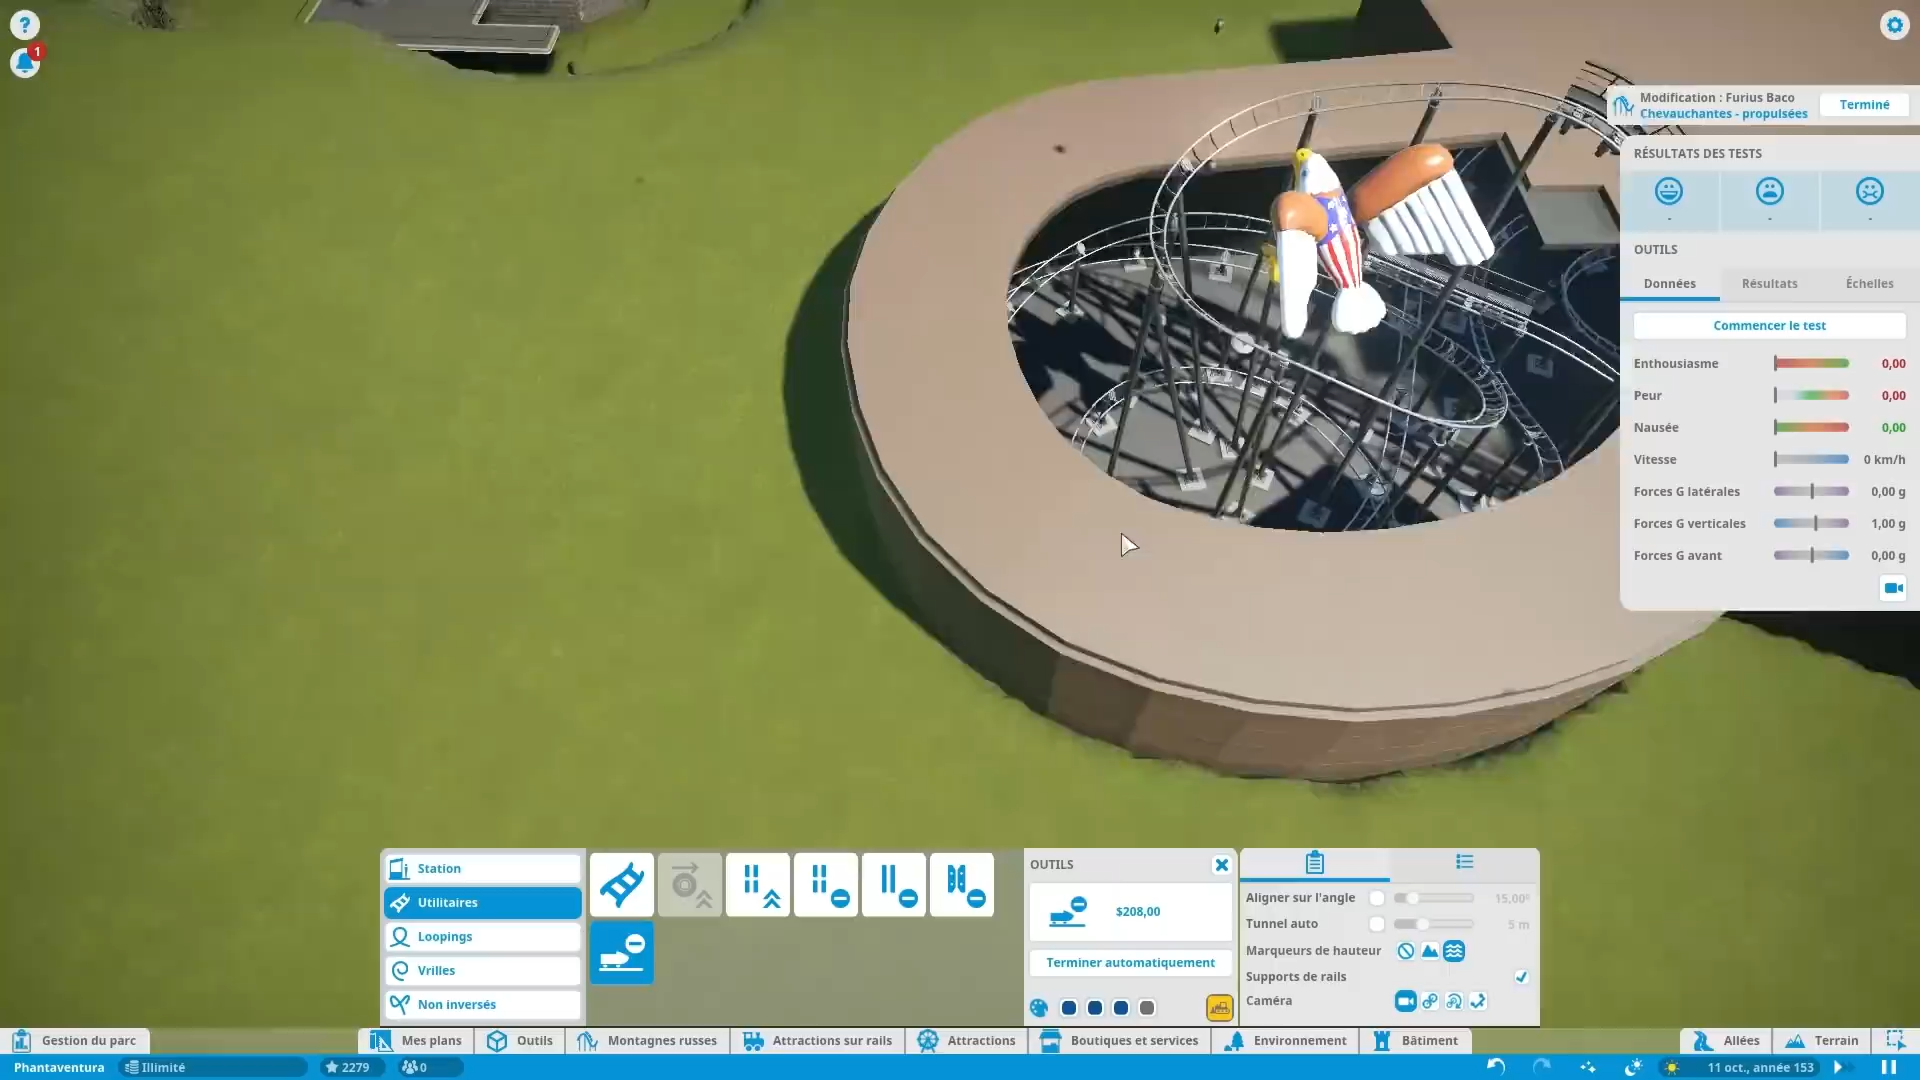 ?
1
Modification : Furius Baco
Chevauchantes - propulsées
Terminé
RÉSULTATS DES TESTS
-
-
-
OUTILS
Données
Résultats
Échelles
Commencer le test
Enthousiasme
0,00
Peur
0,00
Nausée
0,00
Vitesse
0 km/h
Forces G latérales
0,00 g
Forces G verticales
1,00 g
Forces G avant
0,00 g
Station
Utilitaires
Loopings
Vrilles
Non inversés
OUTILS
$208,00
Terminer automatiquement
Aligner sur l'angle
15,00°
Tunnel auto
5 m
Marqueurs de hauteur
Supports de rails
Caméra
Gestion du parc
Mes plans
Outils
Montagnes russes
Attractions sur rails
Attractions
Boutiques et services
Environnement
Bâtiment
Allées
Terrain
Phantaventura
Illimité
2279
0
11 oct., année 153